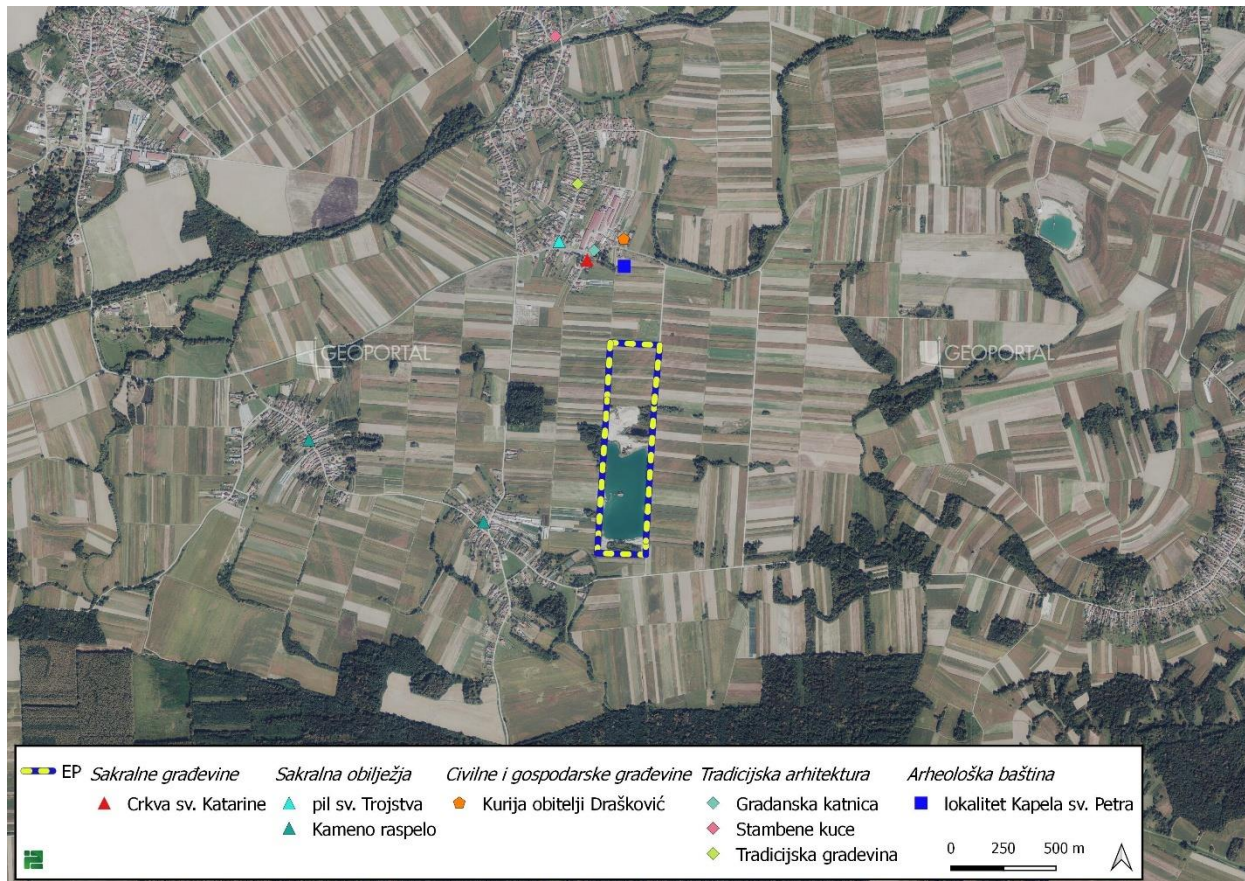 GEOPORTAL
GEOPORTAL
EP
Sakralne građevine
Crkva sv. Katarine
Sakralna obilježja
pil sv. Trojstva
Kameno raspelo
Civilne i gospodarske građevine
Kurija obitelji Drašković
Tradicijska arhitektura
Gradanska katnica
Stambene kuce
Tradicijska gradevina
Arheološka baština
lokalitet Kapela sv. Petra
0 250 500 m